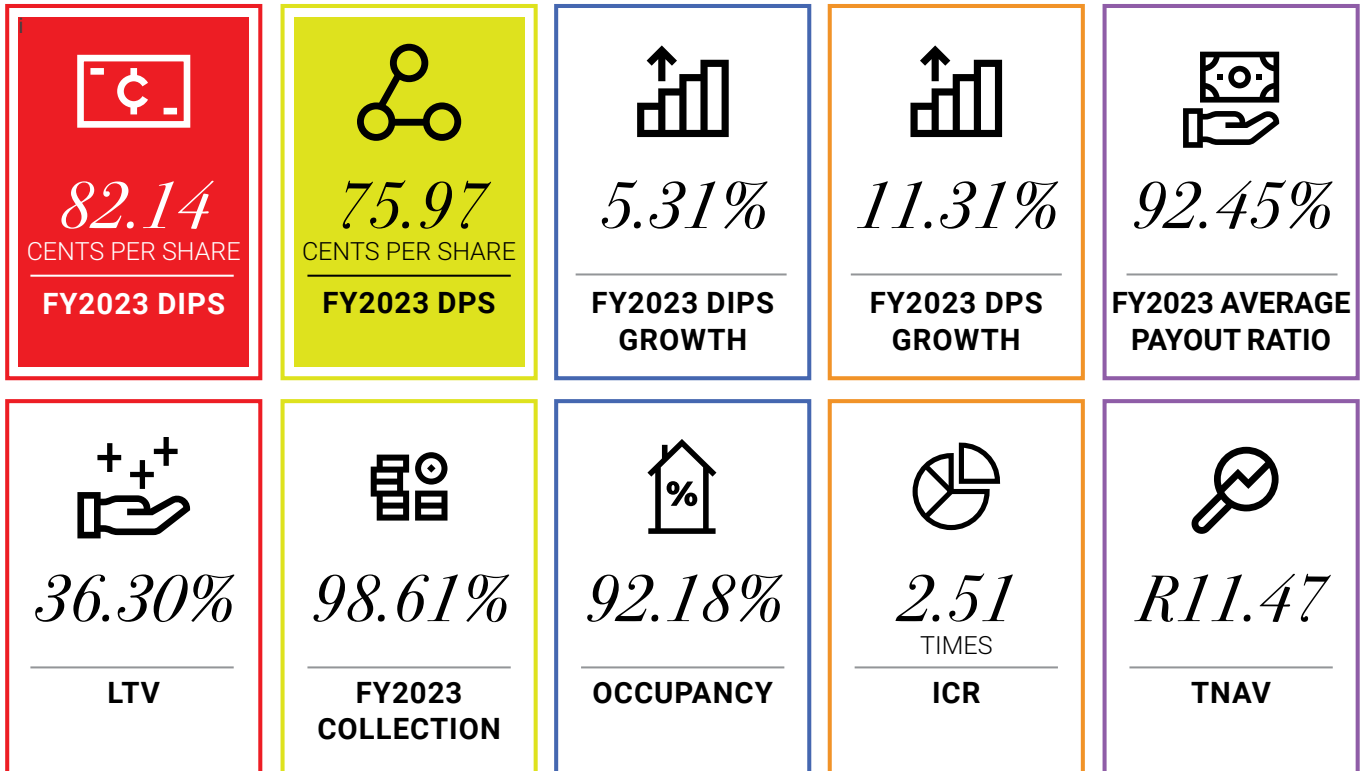 82.14
CENTS PER SHARE
FY2023 DIPS
75.97
CENTS PER SHARE
FY2023 DPS
5.31%
FY2023 DIPS
GROWTH
11.31%
FY2023 DPS
GROWTH
92.45%
FY2023 AVERAGE
PAYOUT RATIO
36.30%
LTV
98.61%
FY2023
COLLECTION
%
92.18%
OCCUPANCY
2.51
TIMES
ICR
R11.47
TNAV